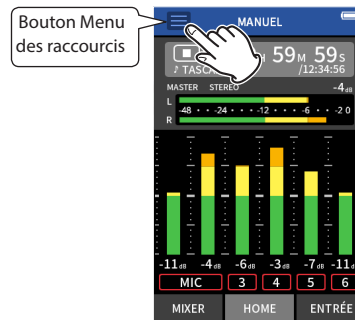 Bouton Menu
des raccourcis
MANUEL
59M 59s
♪ TASCA
/12:34:56
MASTER STEREO -4dB
L
-48 · · -24 · · · -12 · · · -6 · · -2 0
R
-11dB -4dB -6dB -3dB -7dB -11
MIC 3 4 5 6
MIXER HOME ENTRÉE